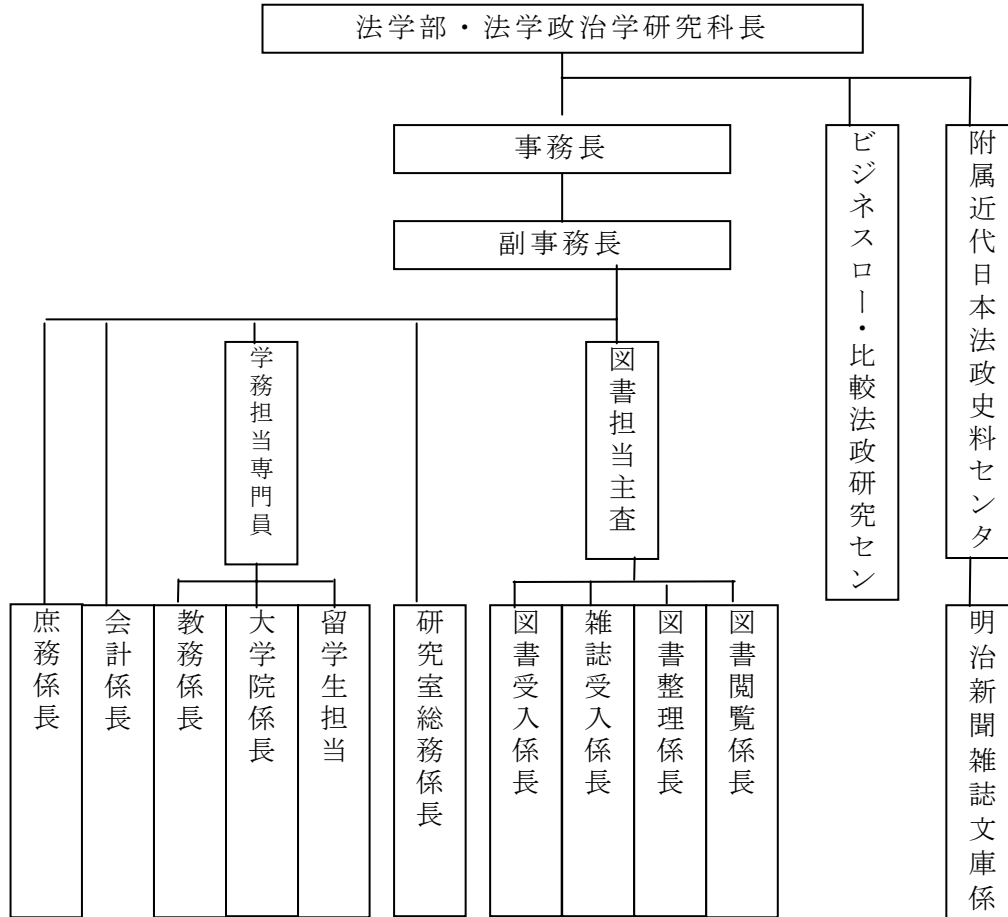 法学部・法学政治学研究科長
事務長
副事務長
ビジネスロー・比較法政研究セン
附属近代日本法政史料センタ
学務担当専門員
図書担当主査
庶務係長
会計係長
教務係長
大学院係長
留学生担当
研究室総務係長
図書受入係長
雑誌受入係長
図書整理係長
図書閲覧係長
明治新聞雑誌文庫係